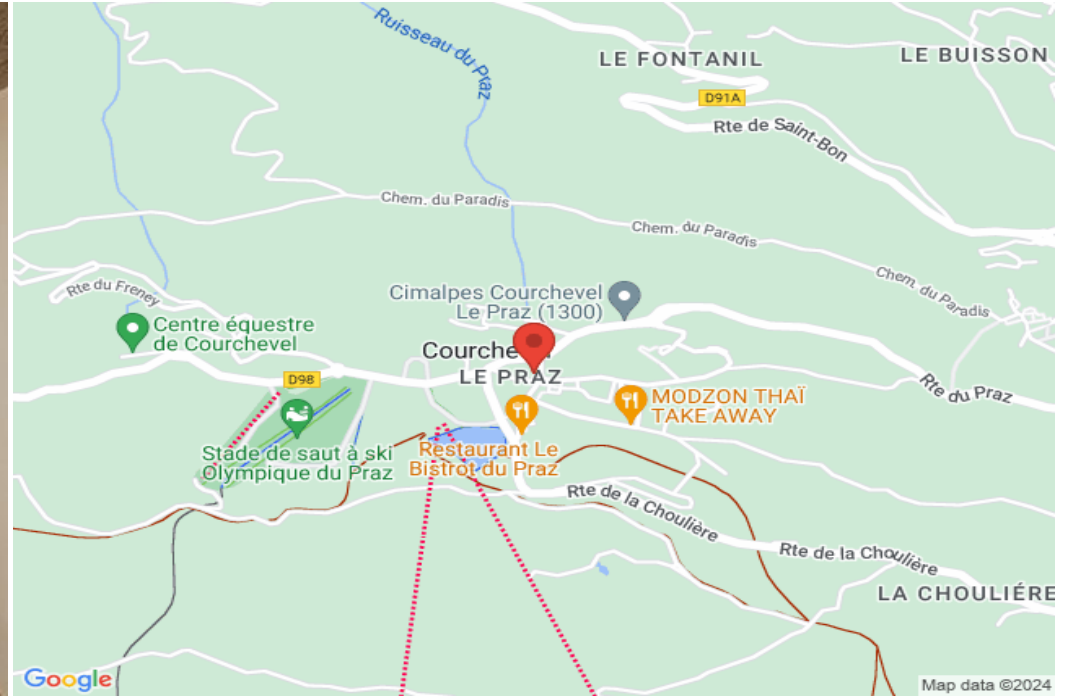 Ruisseau du Praz
LE FONTANIL
LE BUISSON
D91A
Rte de Saint-Bon
Chem. du Paradis
Chem. du Paradis
Chem. du Paradis
Rte du Freney
Cimalpes Courchevel
Le Praz (1300)
Centre équestre
de Courchevel
Courche
LE PRAZ
D98
Rte du Praz
MODZON THAÏ
TAKE AWAY
Stade de saut à ski
Olympique du Praz
Restaurant Le
Bistrot du Praz
Rte de la Choulière
Rte de la Choulière
LA CHOULIÉRE
Google
Map data ©2024